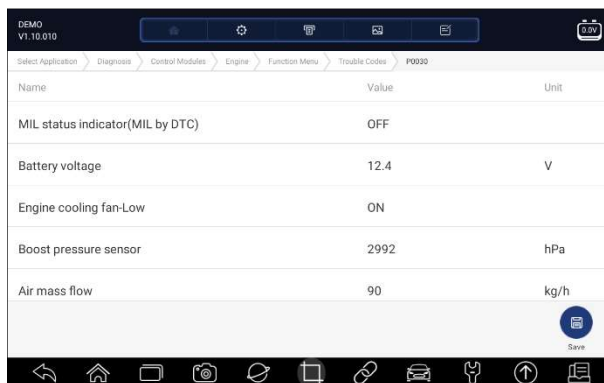 DEMO
V1.10.010
0.0V
Select Application Diagnosis Control Modules Engine Function Menu Trouble Codes P0030
Name Value Unit
MIL status indicator(MIL by DTC) OFF
Battery voltage 12.4 V
Engine cooling fan-Low ON
Boost pressure sensor 2992 hPa
Air mass flow 90 kg/h
Save